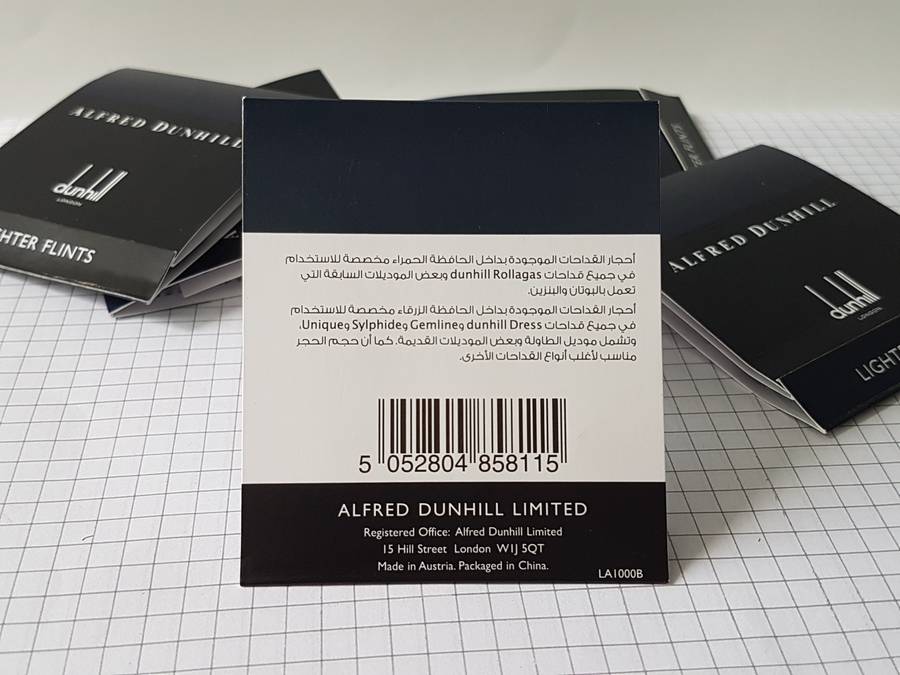 ALFRED DUNHILL
dunhill
LONDON
HTER FLINTS
أحجار القداحات الموجودة بداخل الحافظة الحمراء مخصصة للاستخدام
في جميع قداحات dunhill Rollagas وبعض الموديلات السابقة التي
تعمل بالبوتان والبنزين.
أحجار القداحات الموجودة بداخل الحافظة الزرقاء مخصصة للاستخدام
في جميع قداحات dunhill Dress وGemline وSylphide وUnique،
وتشمل موديل الطاولة وبعض الموديلات القديمة. كما أن حجم الحجر
مناسب لأغلب أنواع القداحات الأخرى.
5 052804 858115
ALFRED DUNHILL LIMITED
Registered Office: Alfred Dunhill Limited
15 Hill Street London W1J 5QT
Made in Austria. Packaged in China.
LA1000B
ALFRED DUNHILL
dunhill
LONDON
LIGHTE